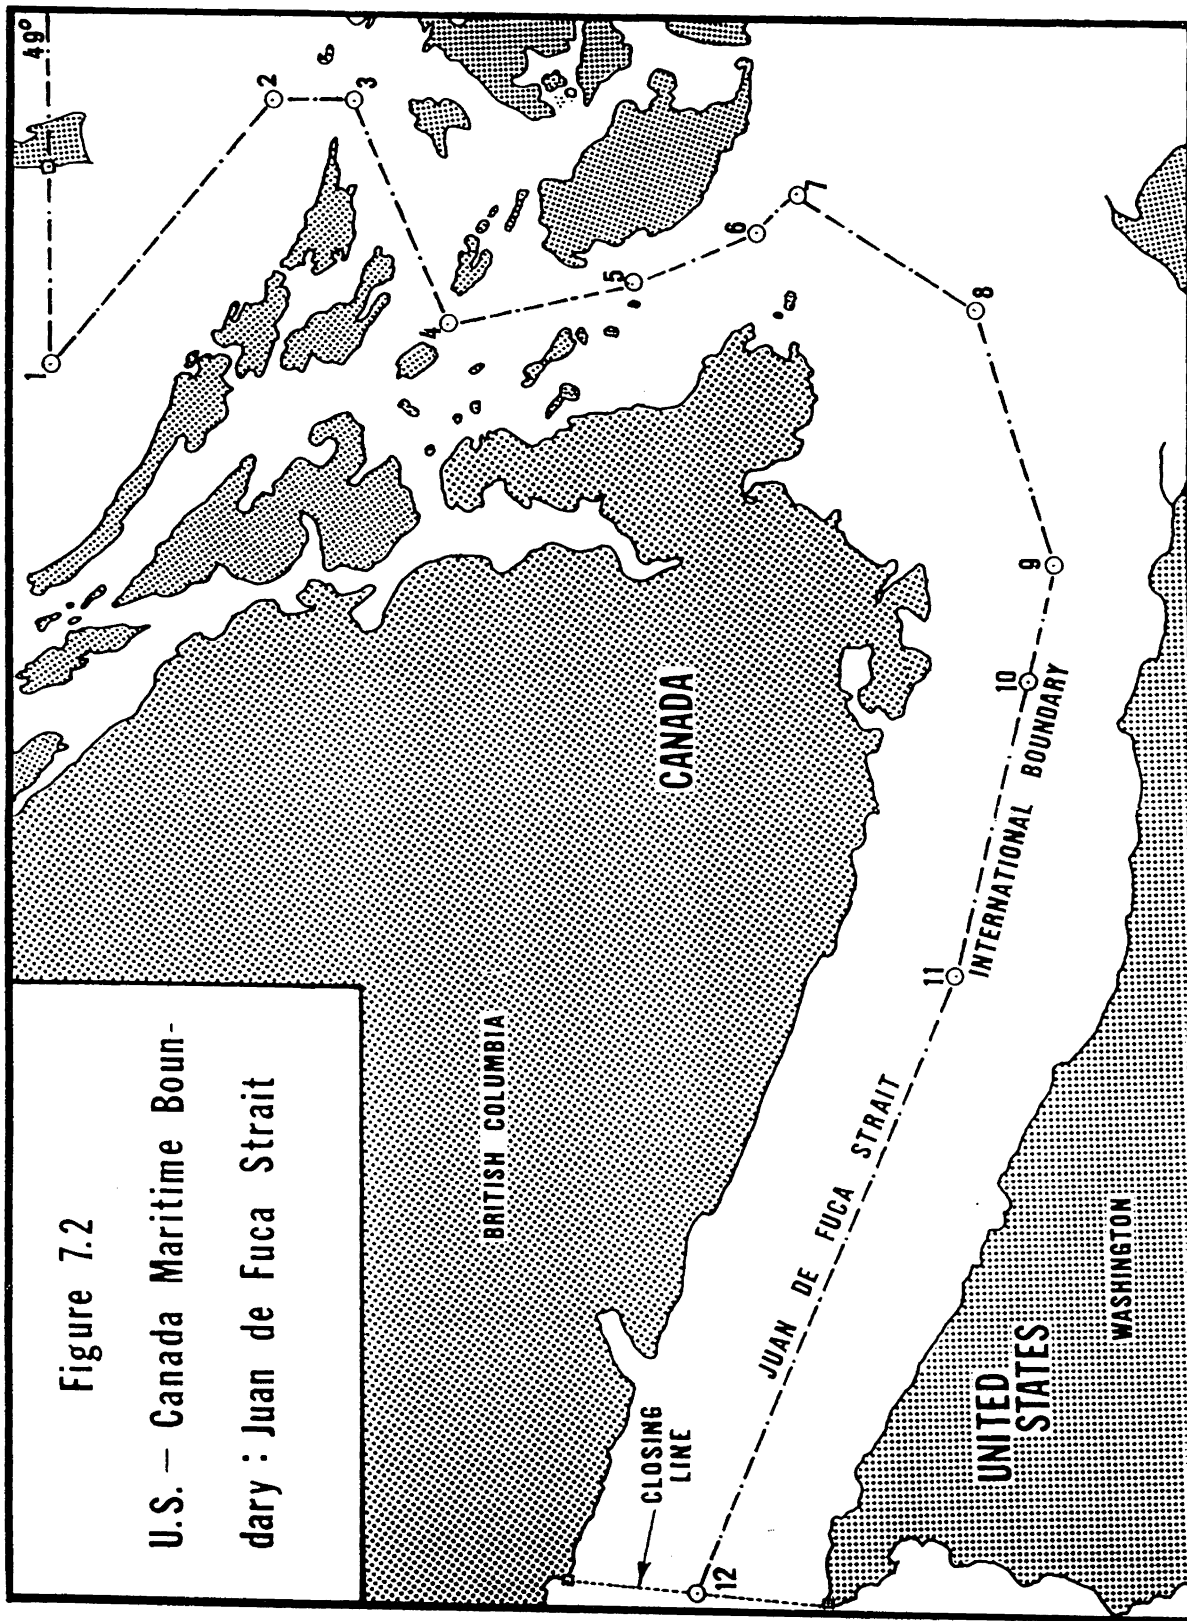 Figure 7.2
U.S. – Canada Maritime Boun-
dary : Juan de Fuca Strait
49°
1
2
3
4
5
6
7
8
9
10
11
12
CANADA
BRITISH COLUMBIA
INTERNATIONAL BOUNDARY
JUAN DE FUCA STRAIT
CLOSING
LINE
UNITED
STATES
WASHINGTON